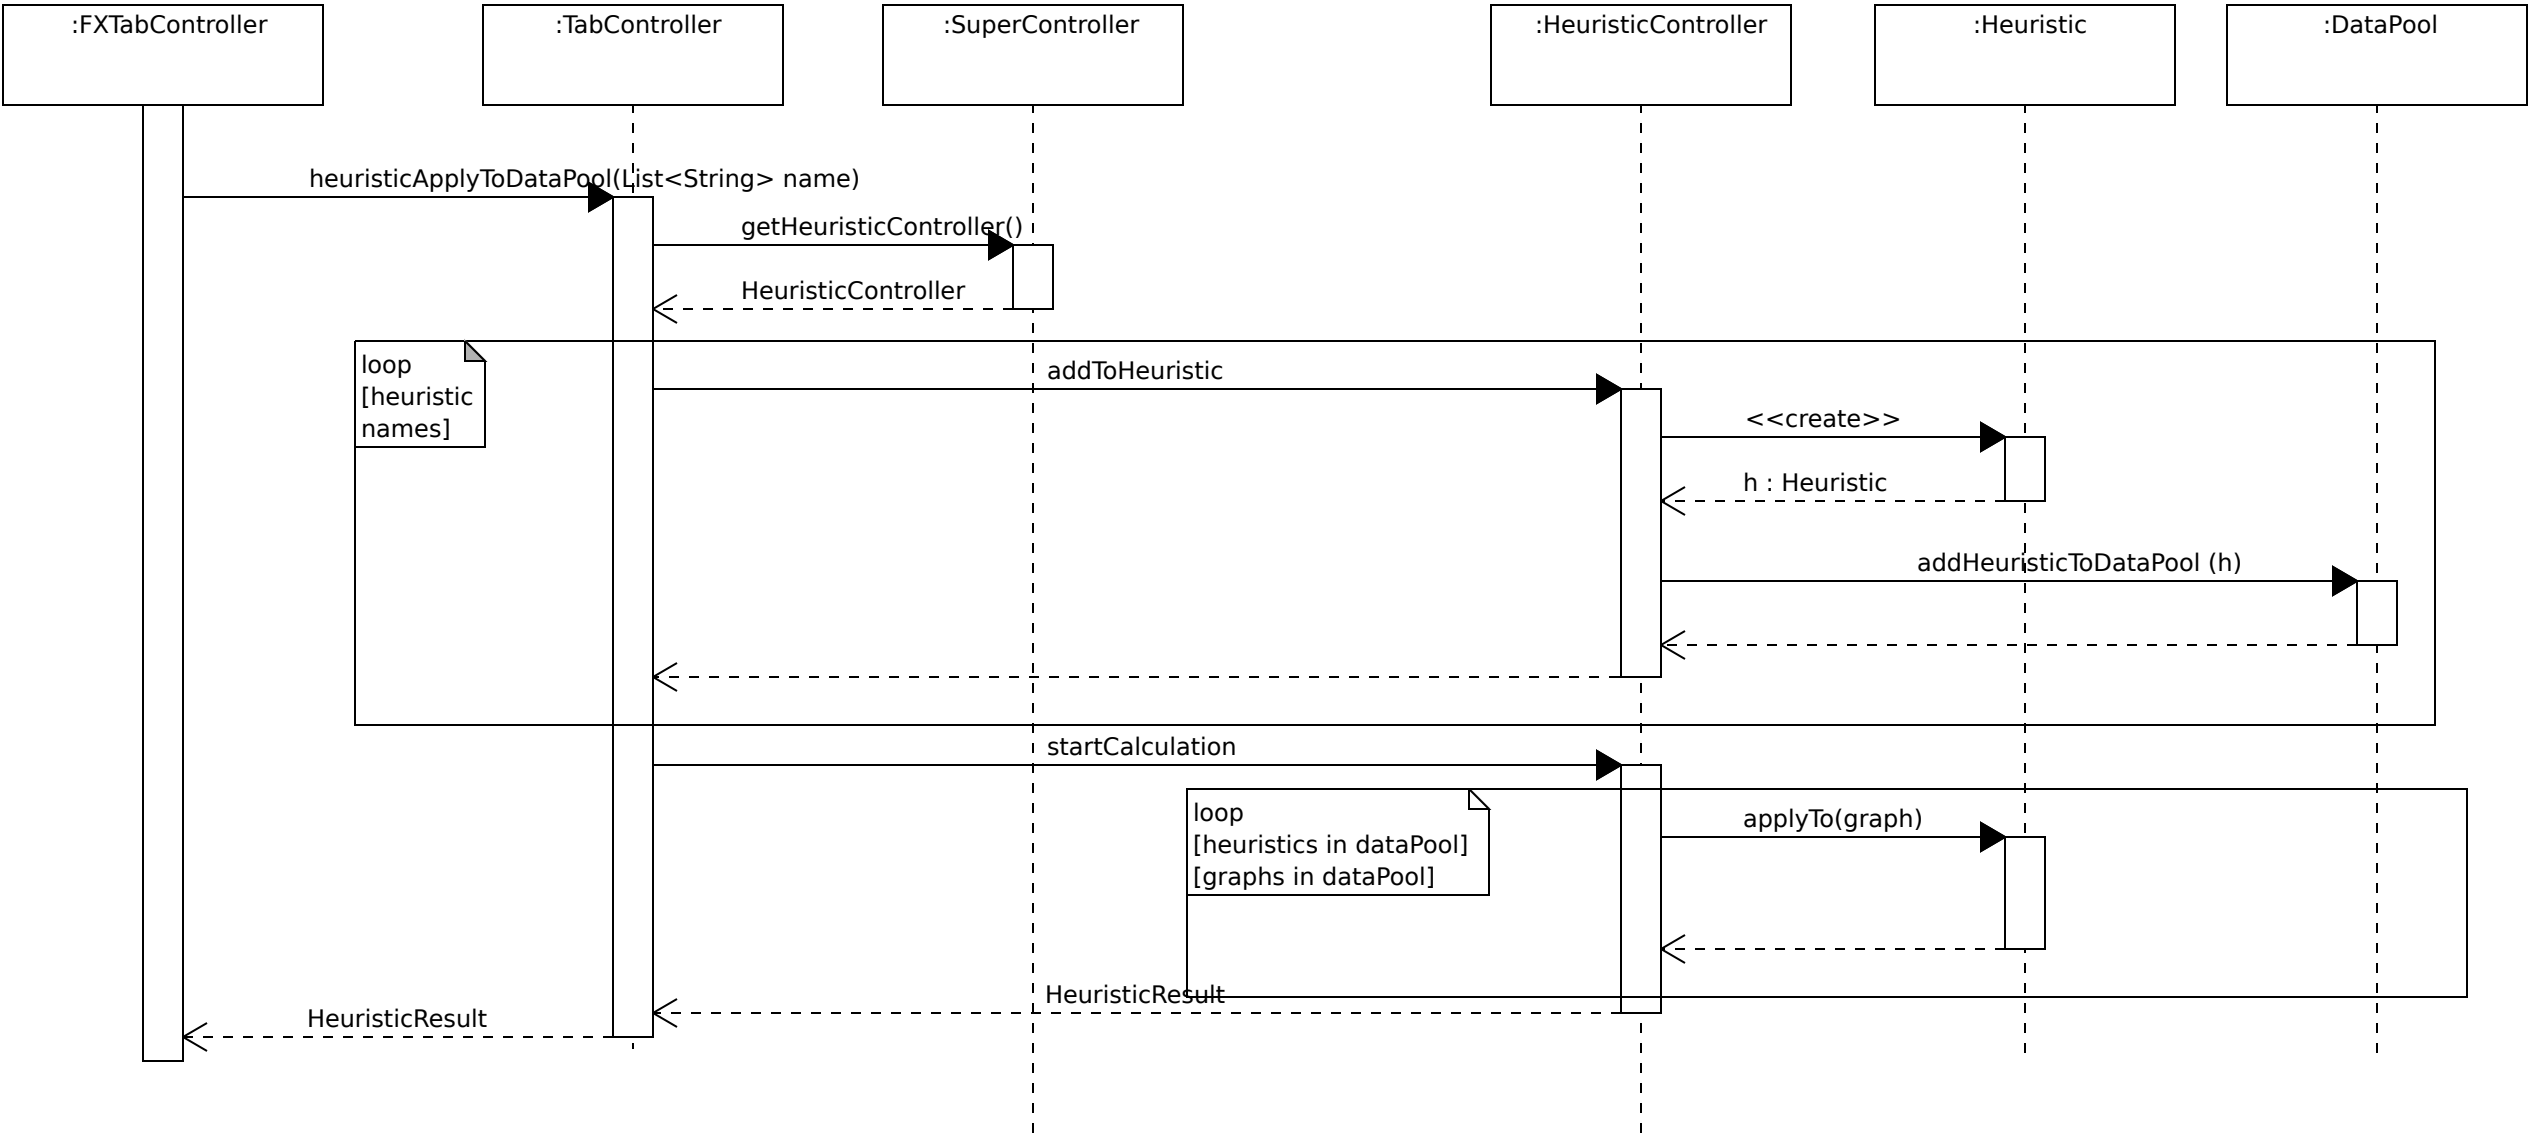 :FXTabController
:TabController
:SuperController
:HeuristicController
:Heuristic
:DataPool
heuristicApplyToDataPool(List<String> name)
getHeuristicController()
HeuristicController
loop
[heuristic
names]
addToHeuristic
<<create>>
h : Heuristic
addHeuristicToDataPool (h)
startCalculation
loop
[heuristics in dataPool]
[graphs in dataPool]
applyTo(graph)
HeuristicResult
HeuristicResult